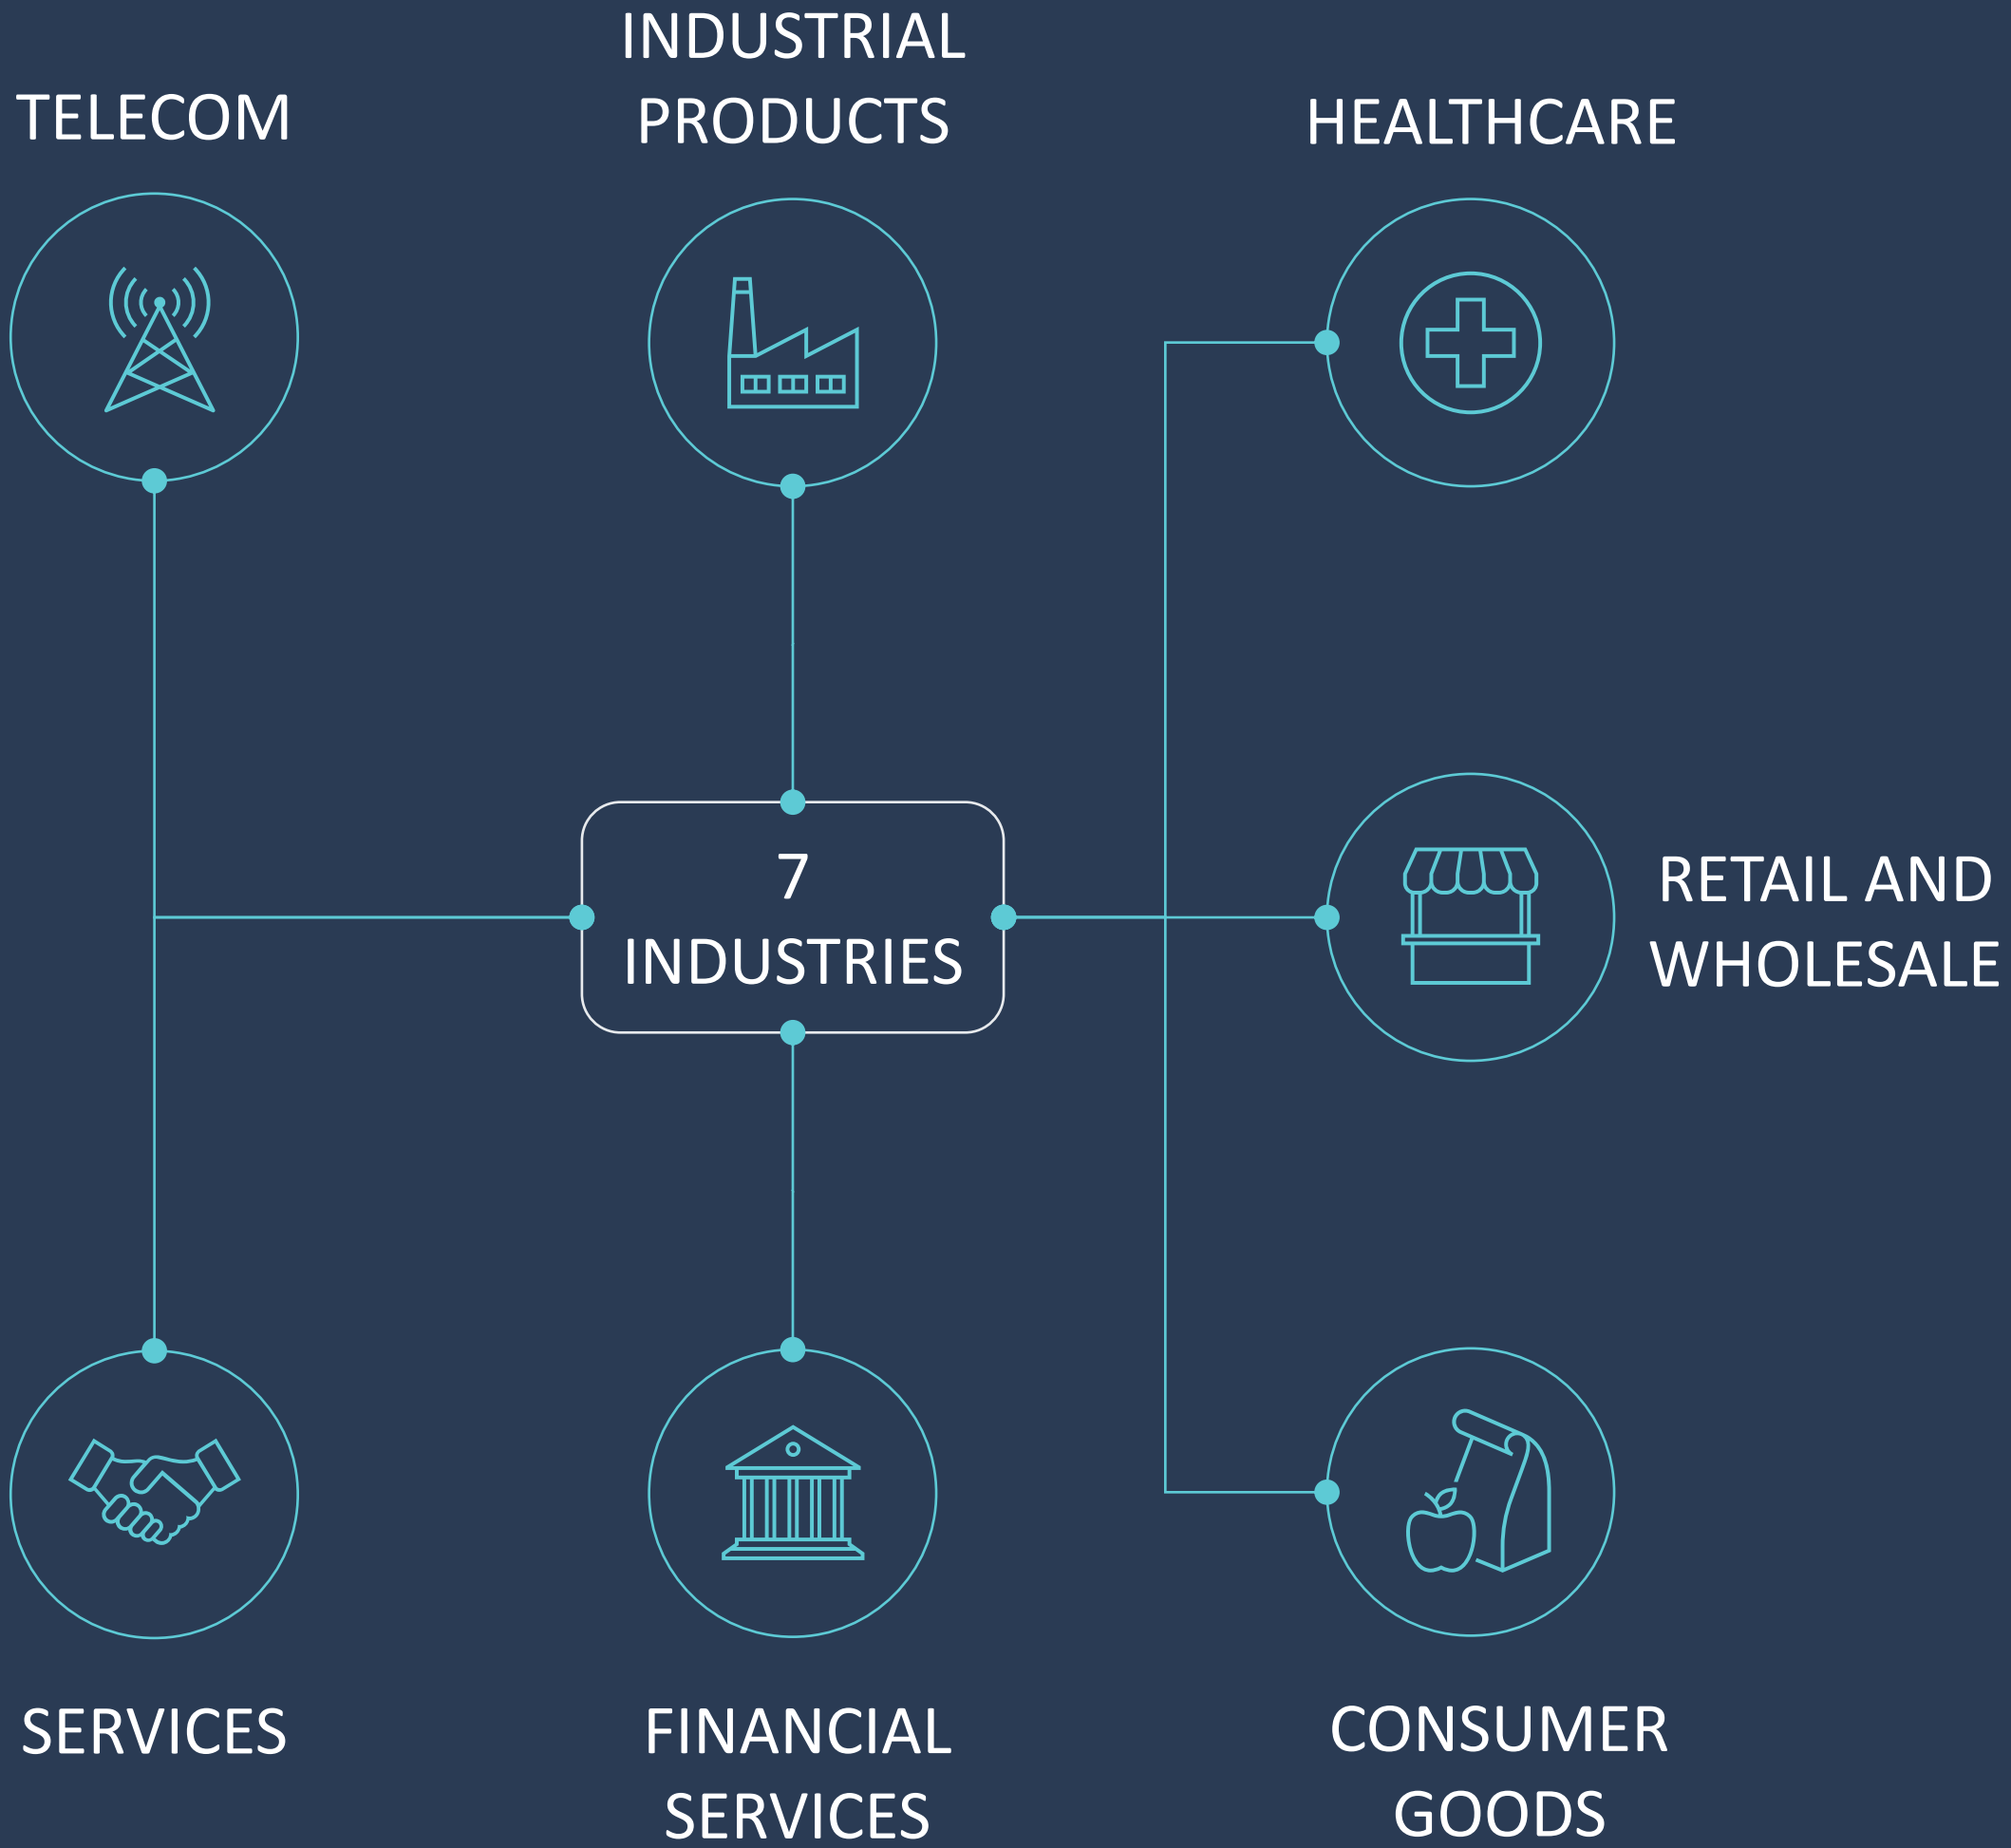 TELECOM
INDUSTRIAL
PRODUCTS
HEALTHCARE
7
INDUSTRIES
RETAIL AND
WHOLESALE
SERVICES
FINANCIAL
SERVICES
CONSUMER
GOODS